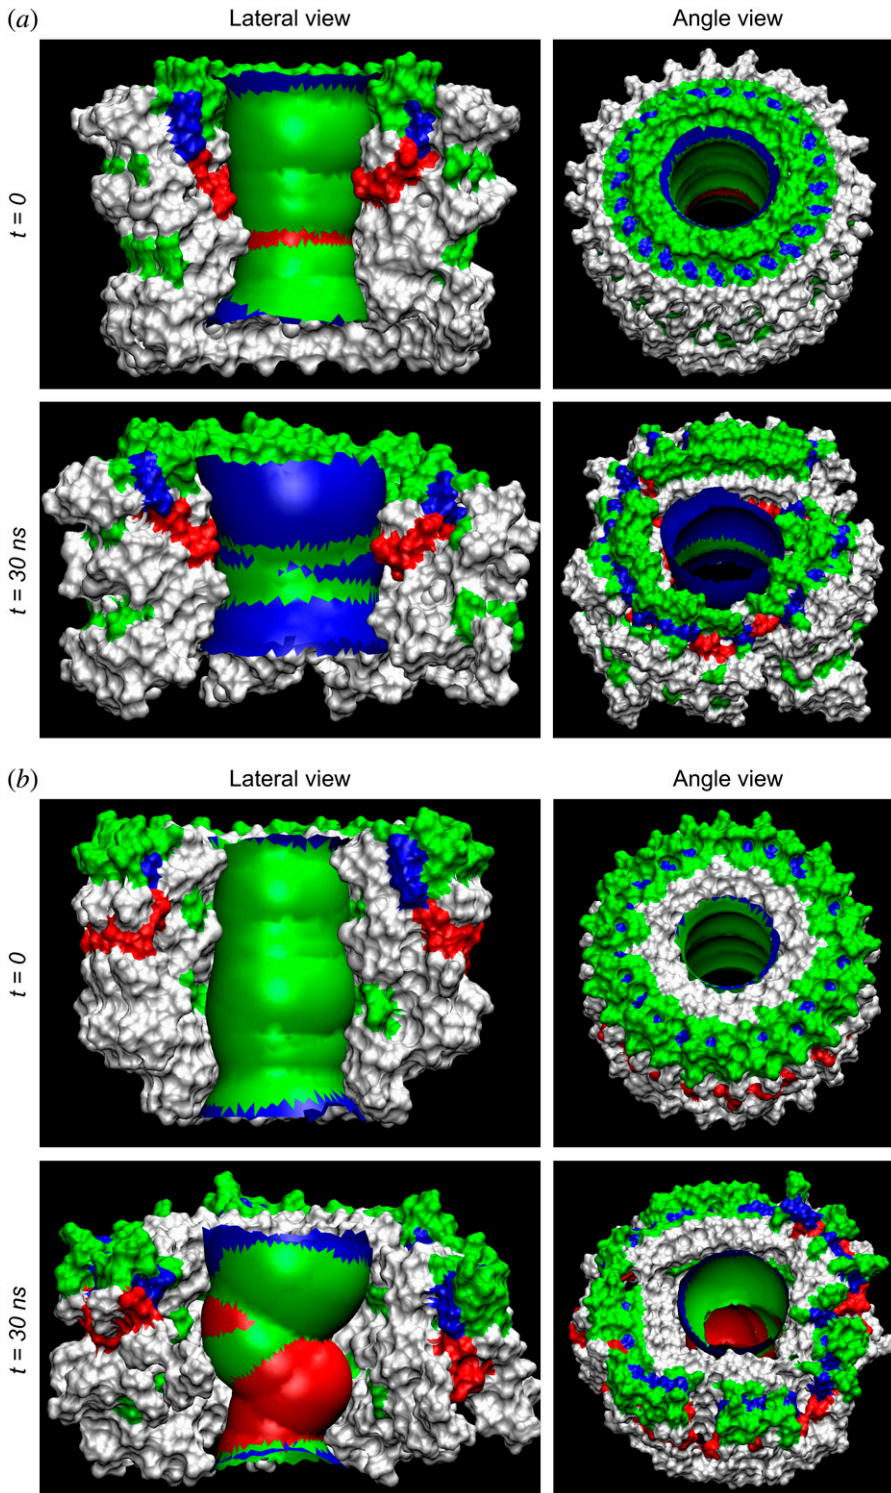 (a)
Lateral view
Angle view
t = 0
t = 30 ns
(b)
Lateral view
Angle view
t = 0
t = 30 ns